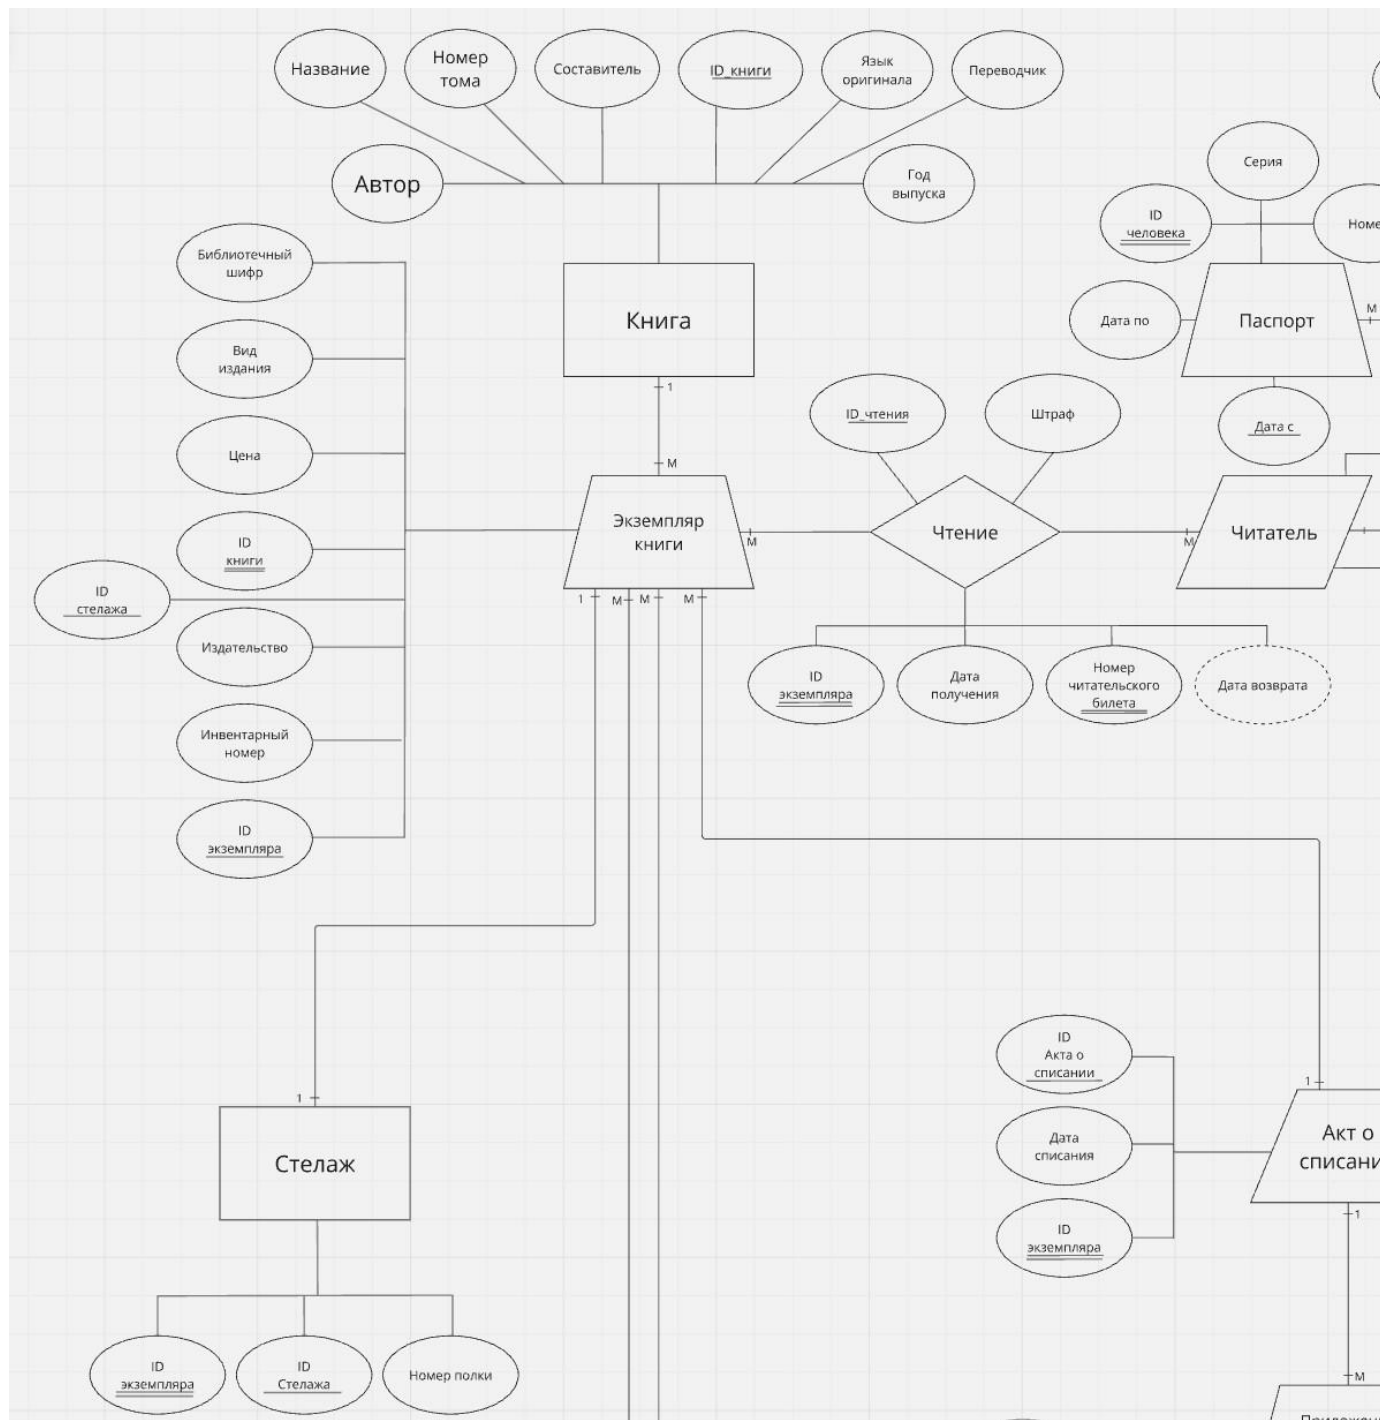 Название
Номер
тома
Составитель
ID_книги
Язык
оригинала
Переводчик
Автор
Год
выпуска
Серия
ID
человека
Номе
Библиотечный
шифр
Книга
Дата по
Паспорт
М
Вид
издания
1
ID_чтения
Штраф
Дата с
Цена
М
Экземпляр
книги
М
Чтение
М
Читатель
ID
книги
ID
стелажа
1
М
М
М
Издательство
ID
экземпляра
Дата
получения
Номер
читательского
билета
Дата возврата
Инвентарный
номер
ID
экземпляра
ID
Акта о
списании
1
1
Дата
списания
Акт о
списани
Стелаж
ID
экземпляра
1
ID
экземпляра
ID
Стелажа
Номер полки
М